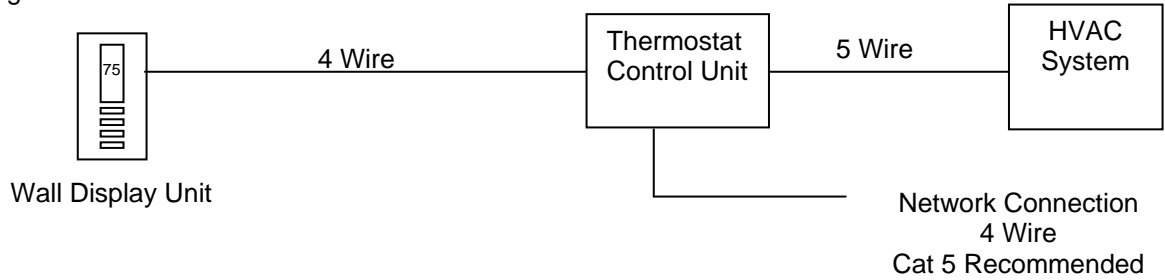 g
75
4 Wire
Thermostat
Control Unit
5 Wire
HVAC
System
Wall Display Unit
Network Connection
4 Wire
Cat 5 Recommended